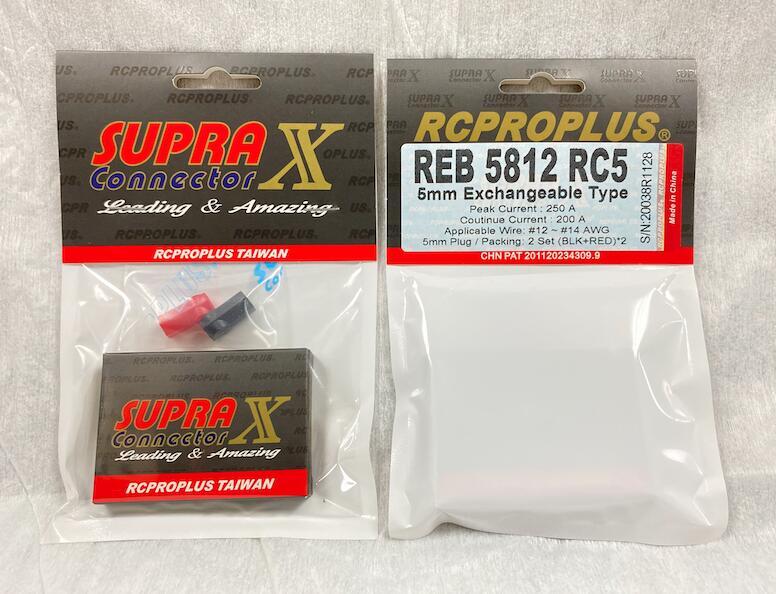 RCPROPLUS®
SUPRA X
Connector
Leading & Amazing
RCPROPLUS TAIWAN
RCPROPLUS®
SUPRA X
Connector
Leading & Amazing
RCPROPLUS TAIWAN
SUPRA X
RCPROPLUS®
REB 5812 RC5
5mm Exchangeable Type
Peak Current : 250 A
Coutinue Current : 200 A
Applicable Wire: #12 ~ #14 AWG
5mm Plug / Packing: 2 Set (BLK+RED)*2
S/N:20038R1128
Made in China
CHN PAT 201120234309.9